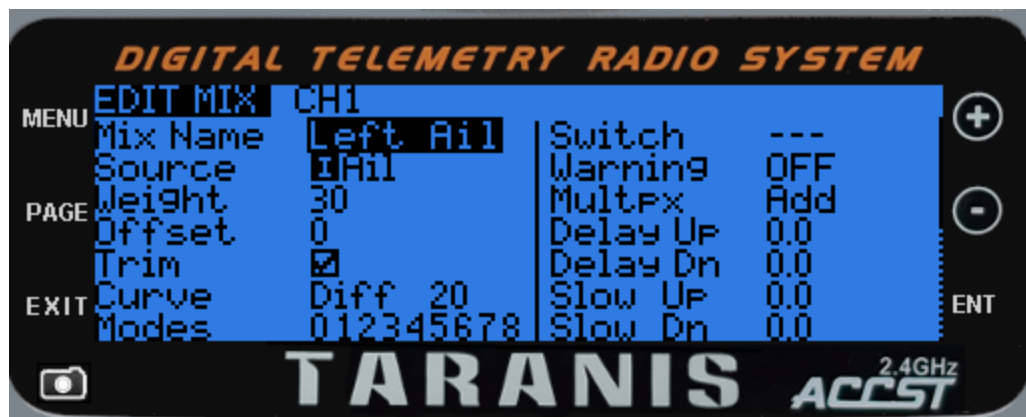 DIGITAL TELEMETRY RADIO SYSTEM
MENU
PAGE
EXIT
EDIT MIX CH1
Mix Name Left Ail
Source IAil
Weight 30
Offset 0
Trim
Curve Diff 20
Modes 012345678
Switch ---
Warning OFF
Multpx Add
Delay Up 0.0
Delay Dn 0.0
Slow Up 0.0
Slow Dn 0.0
+
-
ENT
TARANIS
2.4GHz
ACCST